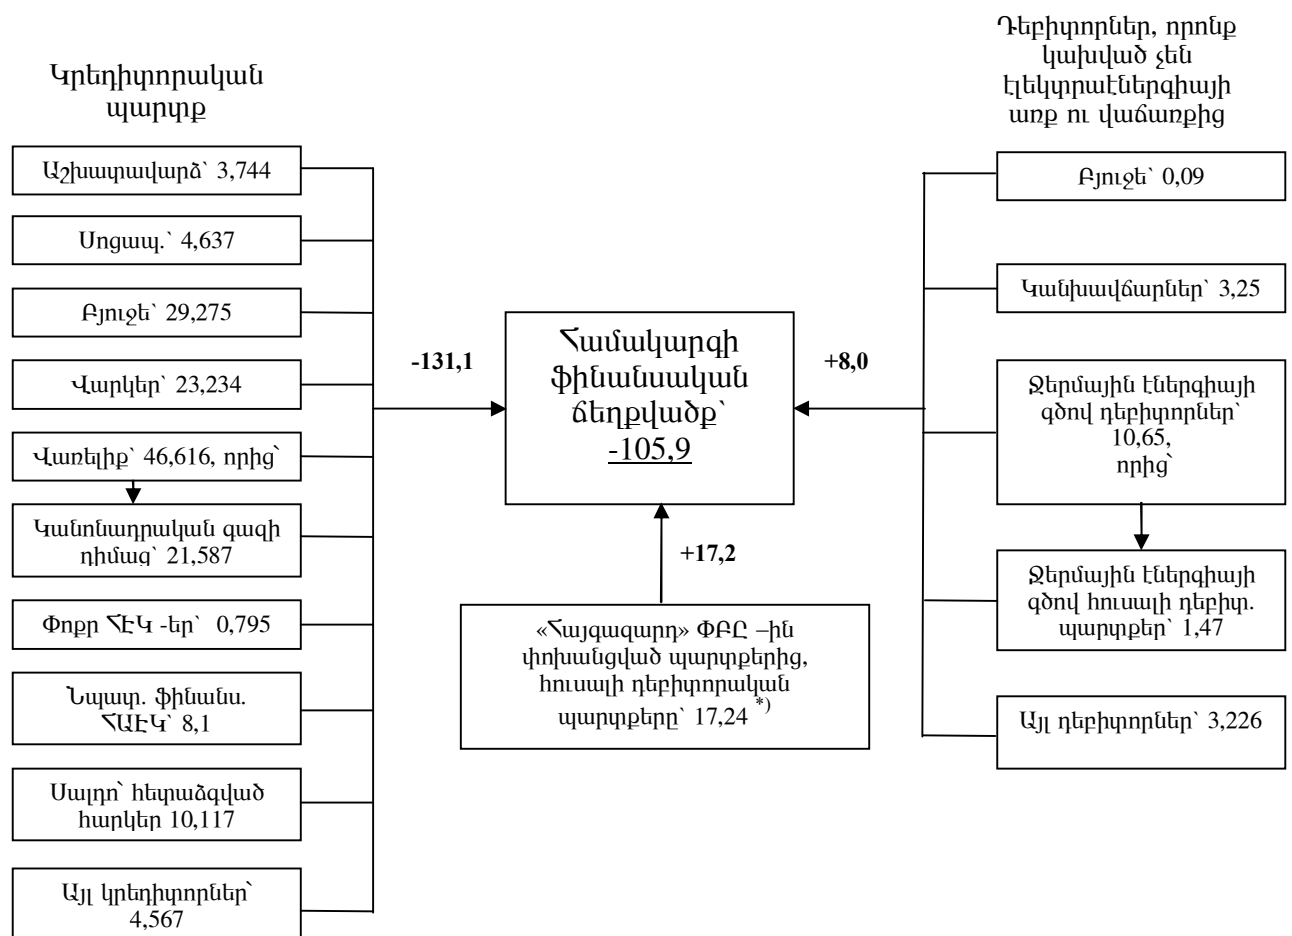 Կրեդիտորական
պարտք
Աշխատավարձ՝ 3,744
Սոցապ.՝ 4,637
Բյուջե՝ 29,275
Վարկեր՝ 23,234
Վառելիք՝ 46,616, որից՝
Կանոնադրական գազի
դիմաց՝ 21,587
Փոքր ՀԷԿ -եր՝ 0,795
Նպատ. ֆինանս.
ՀԱԷԿ՝ 8,1
Սալդո՝ հետաձգված
հարկեր 10,117
Այլ կրեդիտորներ՝
4,567
-131,1
Համակարգի
ֆինանսական
ճեղքվածք՝
-105,9
+8,0
+17,2
«Հայգազարդ» ՓԲԸ –ին
փոխանցված պարտքերից,
հուսալի դեբիտորական
պարտքերը՝ 17,24 *)
Դեբիտորներ, որոնք
կախված չեն
էլեկտրաէներգիայի
առք ու վաճառքից
Բյուջե՝ 0,09
Կանխավճարներ՝ 3,25
Ջերմային էներգիայի
գծով դեբիտորներ՝
10,65,
որից՝
Ջերմային էներգիայի
գծով հուսալի դեբիտ.
պարտքեր՝ 1,47
Այլ դեբիտորներ՝ 3,226